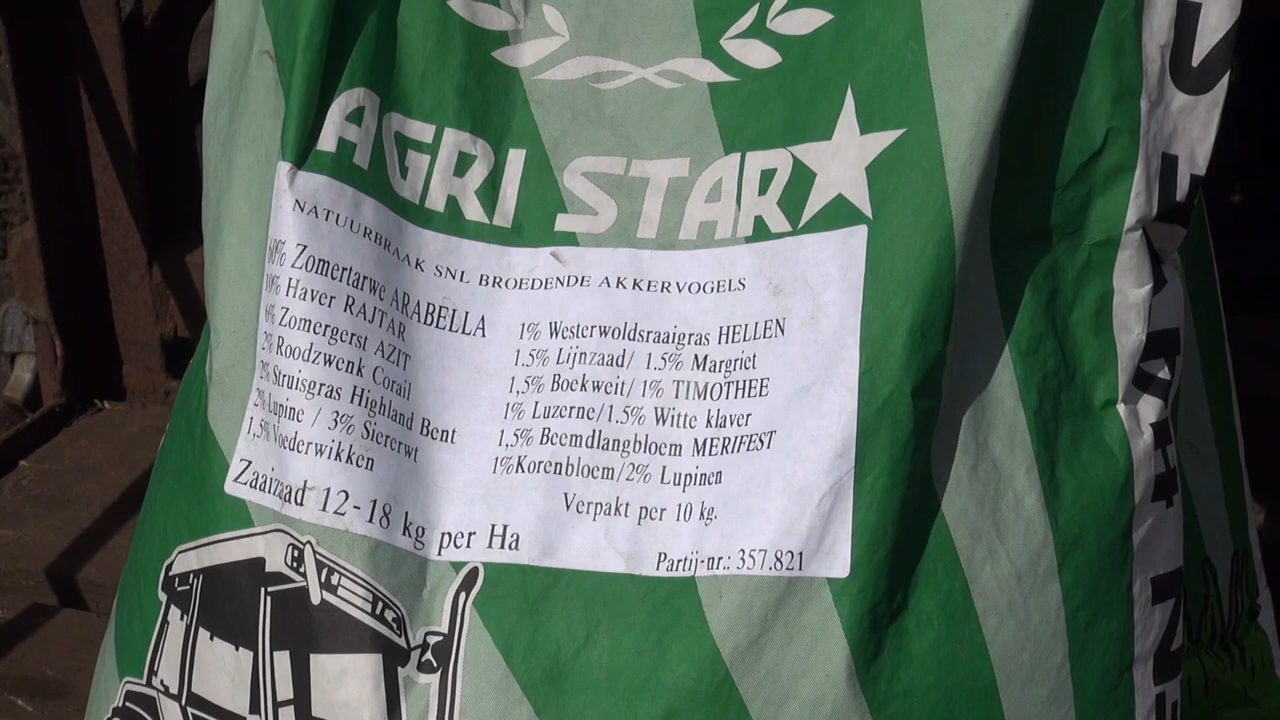 AGRI STAR
NATUURBRAAK SNL BROEDENDE AKKERVOGELS
60% Zomertarwe ARABELLA
10% Haver RAJTAR
6% Zomergerst AZIT
2% Roodzwenk Corail
2% Struisgras Highland Bent
2% Lupine / 3% Siererwt
1,5% Voederwikken
Zaaizaad 12-18 kg per Ha
1% Westerwoldsraaigras HELLEN
1.5% Lijnzaad/ 1.5% Margriet
1,5% Boekweit/ 1% TIMOTHEE
1% Luzerne/1.5% Witte klaver
1,5% Beemdlangbloem MERIFEST
1%Korenbloem/2% Lupinen
Verpakt per 10 kg.
Partij-nr.: 357.821